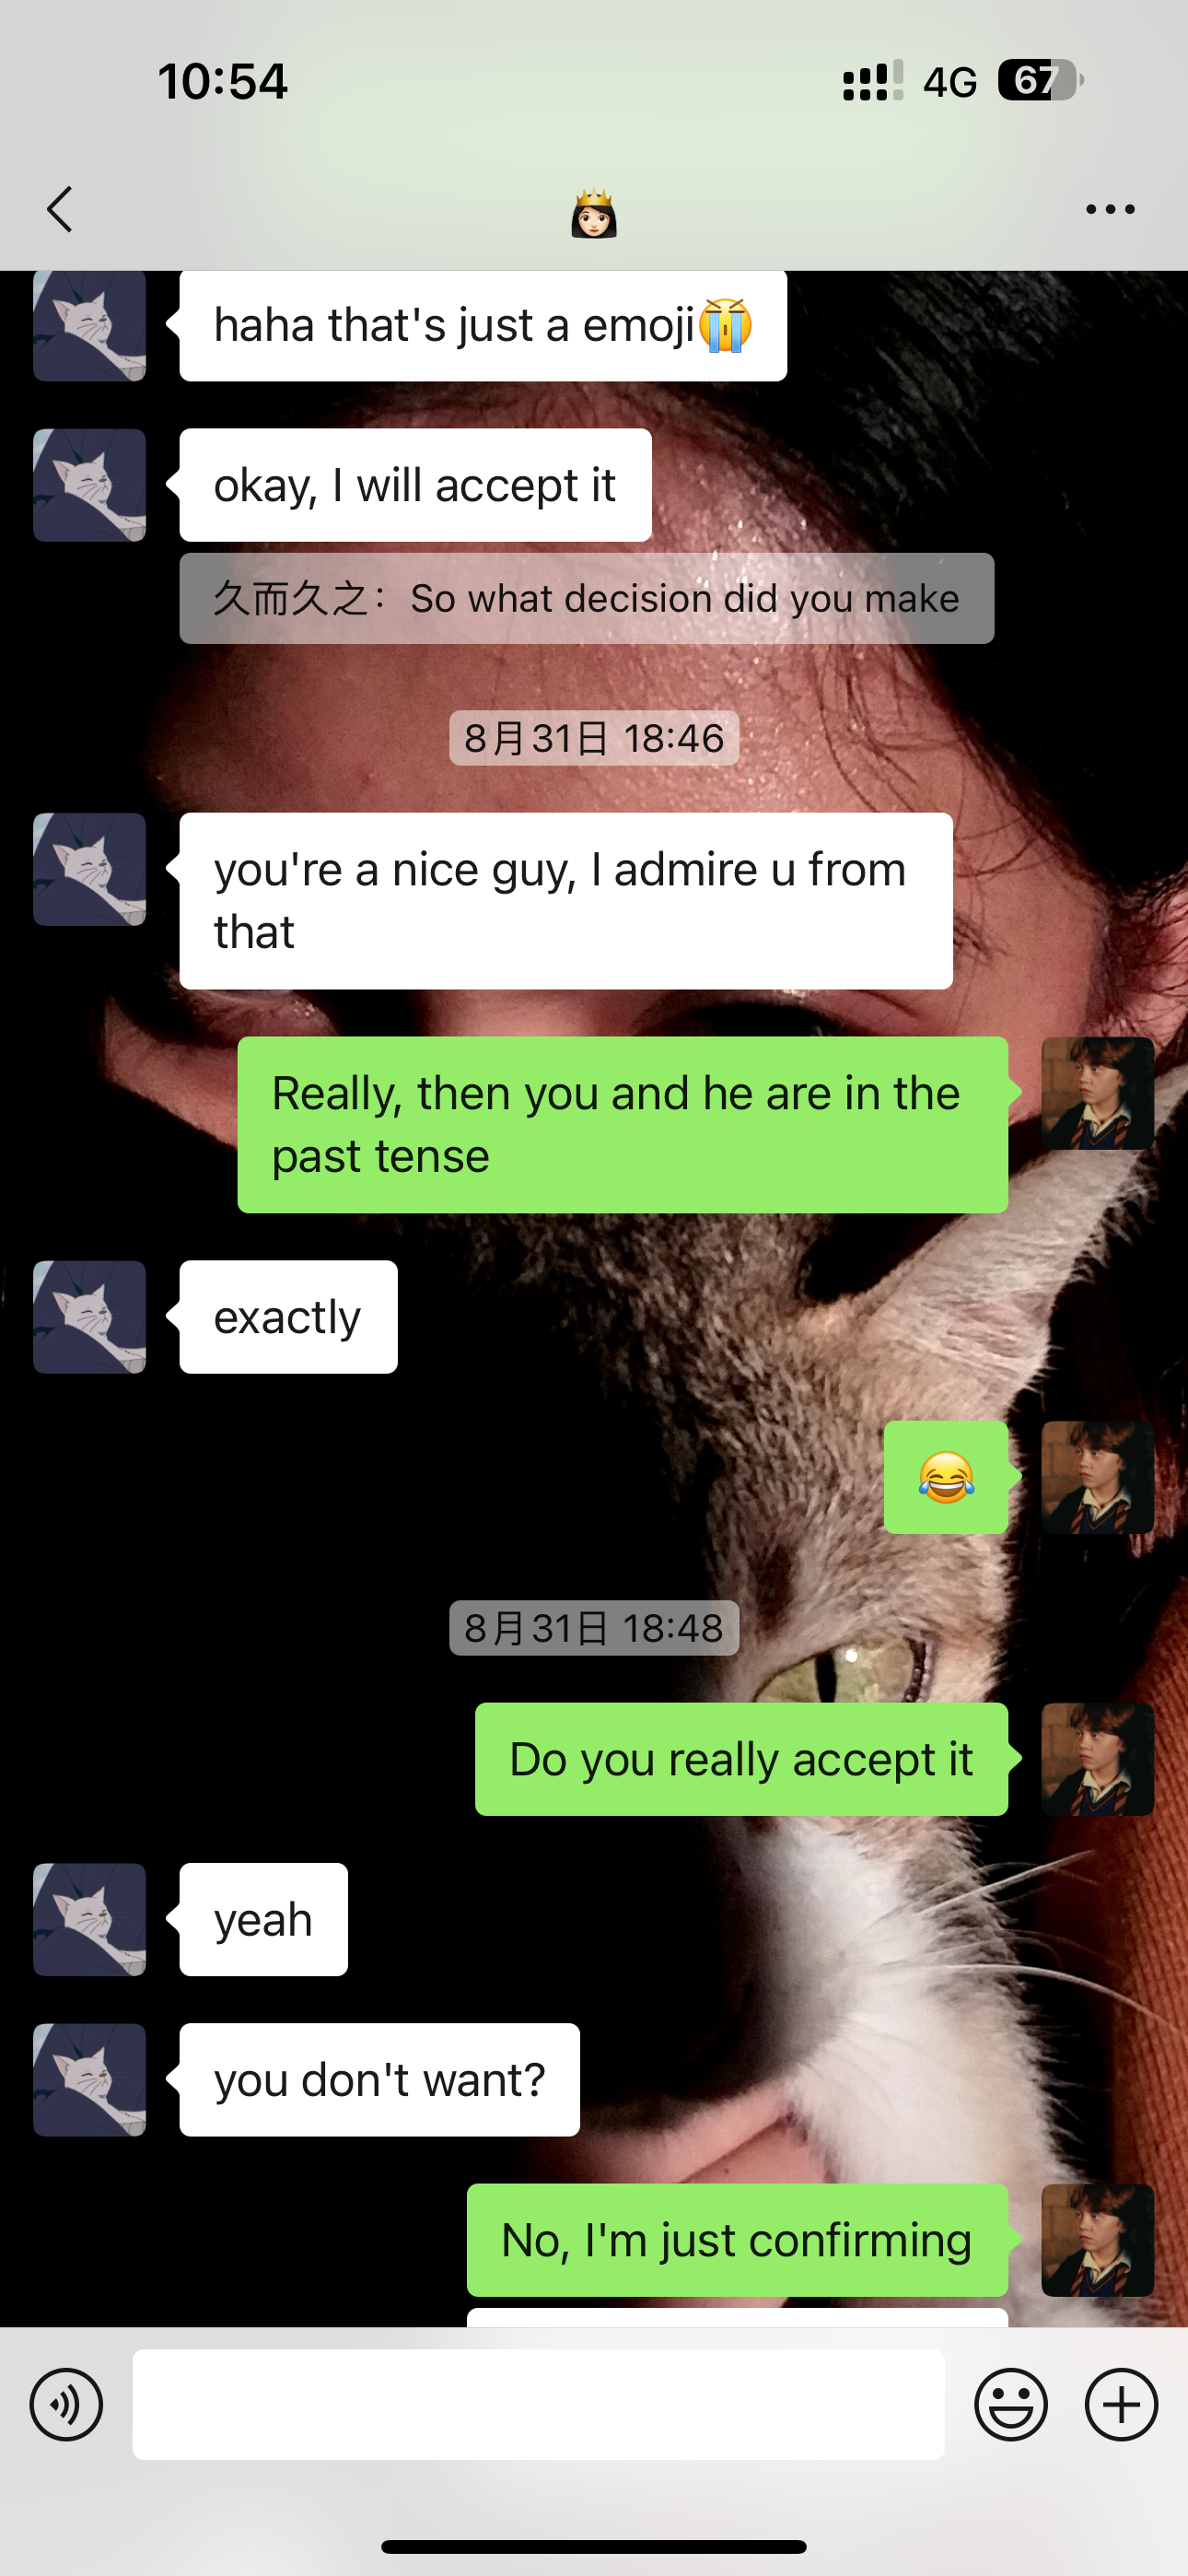 10:54
4G
67
haha that's just a emoji😭
okay, I will accept it
久而久之：So what decision did you make
8月31日 18:46
you're a nice guy, I admire u from
that
Really, then you and he are in the
past tense
exactly
😂
8月31日 18:48
Do you really accept it
yeah
you don't want?
No, I'm just confirming